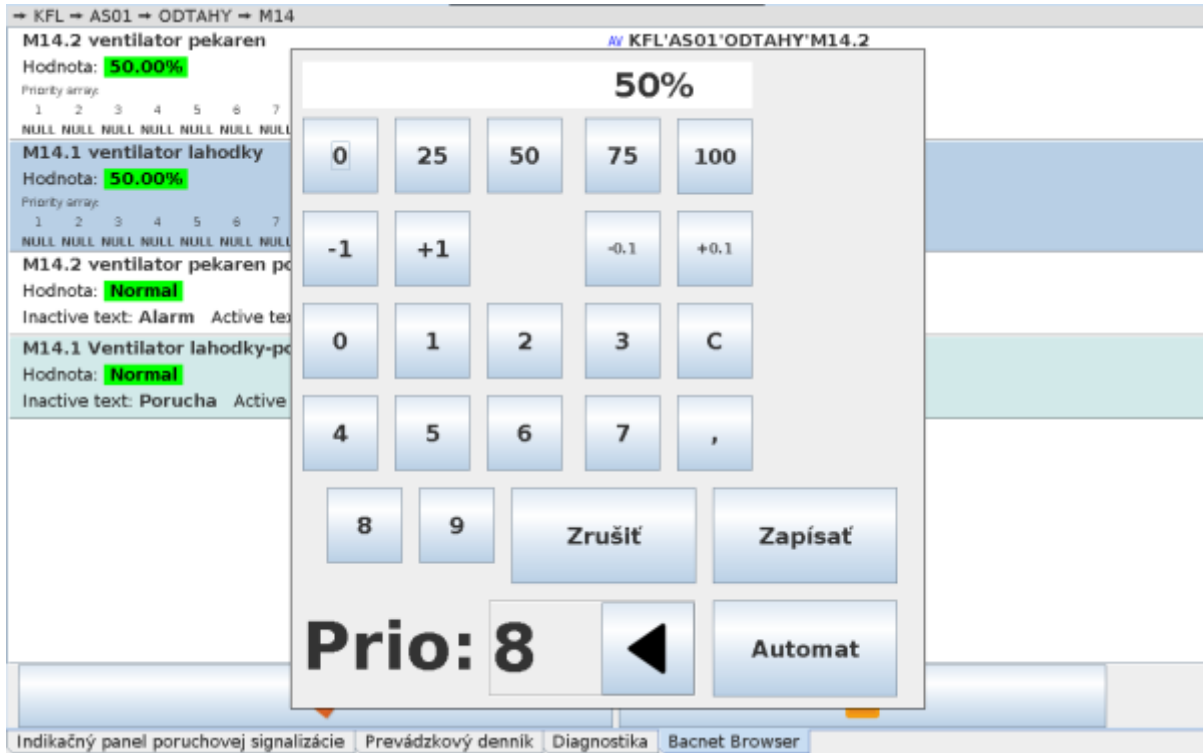 → KFL → AS01 → ODTAHY → M14
M14.2 ventilator pekaren
AV KFL'AS01'ODTAHY'M14.2
Hodnota: 50.00%
Priority array:
1 2 3 4 5 6 7
NULL NULL NULL NULL NULL NULL NULL
M14.1 ventilator lahodky
Hodnota: 50.00%
Priority array:
1 2 3 4 5 6 7
NULL NULL NULL NULL NULL NULL NULL
M14.2 ventilator pekaren
Hodnota: Normal
Inactive text: Alarm Active
M14.1 Ventilator lahodky
Hodnota: Normal
Inactive text: Porucha Active
50%
0 25 50 75 100
-1 +1 -0.1 +0.1
0 1 2 3 C
4 5 6 7 ,
8 9 Zrušiť Zapísať
Prio: 8 Automat
Indikačný panel poruchovej signalizácie Prevádzkový denník Diagnostika Bacnet Browser